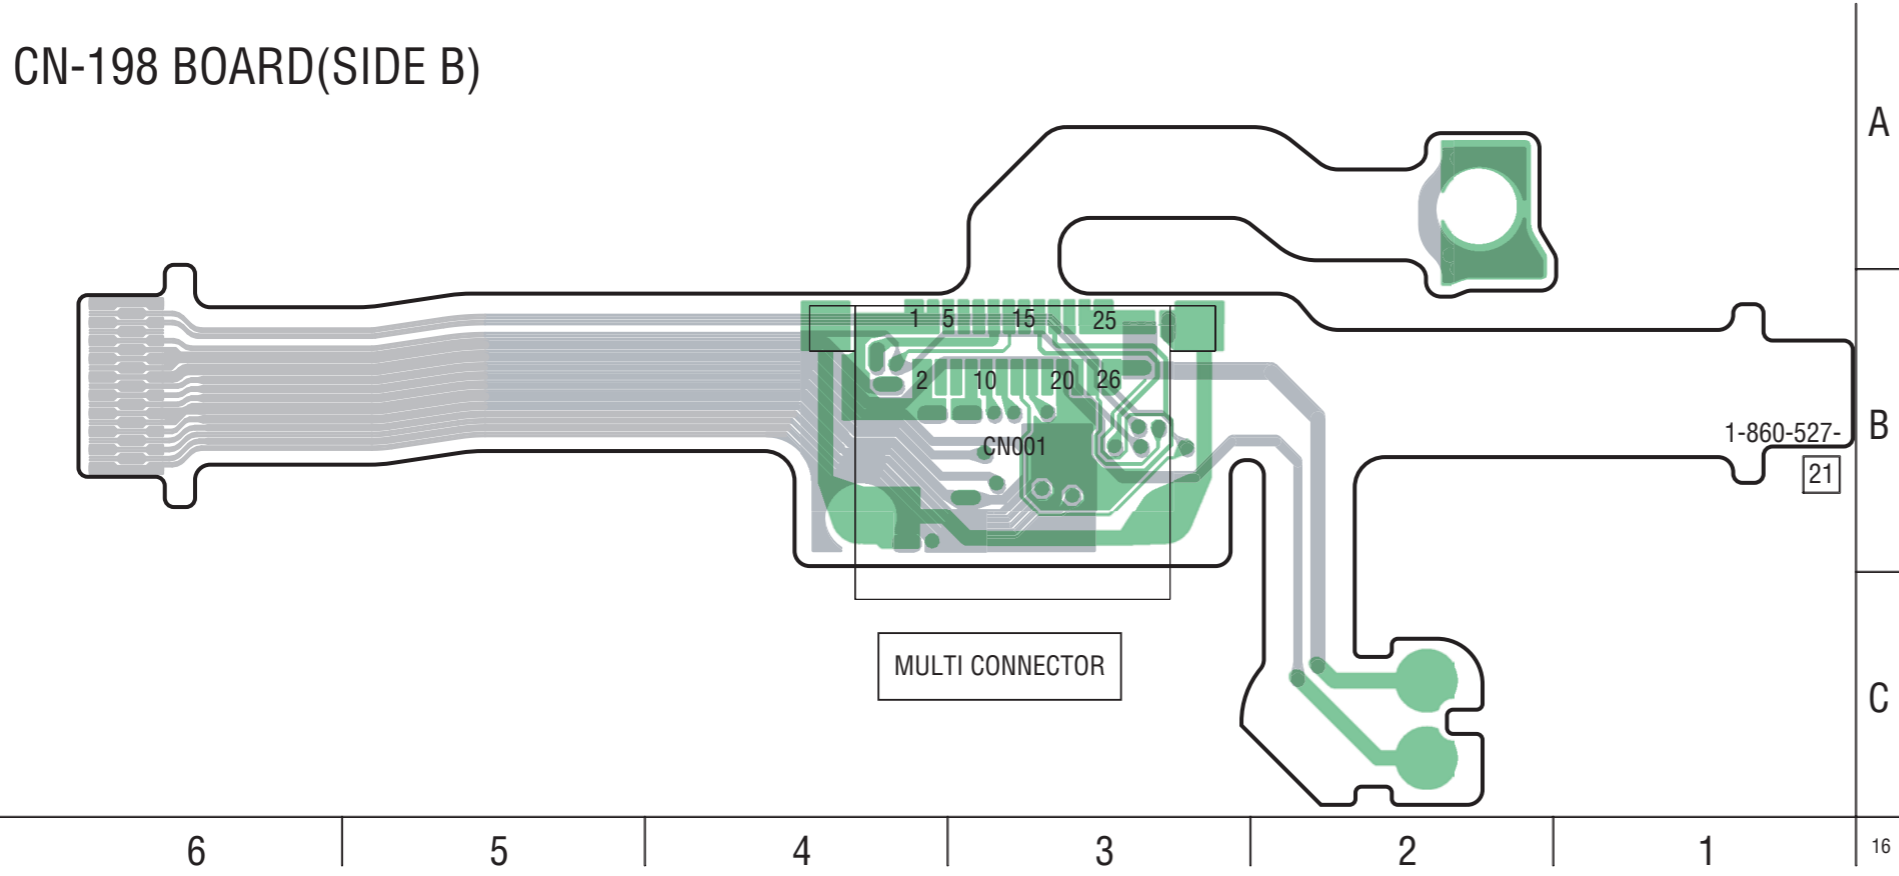 CN-198 BOARD(SIDE B)
A
1 5 15 25
2 10 20 26
CN001
1-860-527-
B
21
MULTI CONNECTOR
C
6 5 4 3 2 1 16